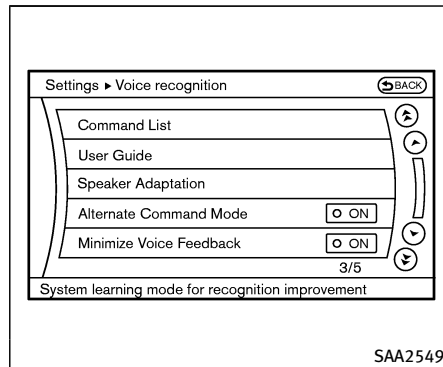 Settings ▸ Voice recognition BACK
Command List
User Guide
Speaker Adaptation
Alternate Command Mode ON
Minimize Voice Feedback ON
3/5
System learning mode for recognition improvement
SAA2549